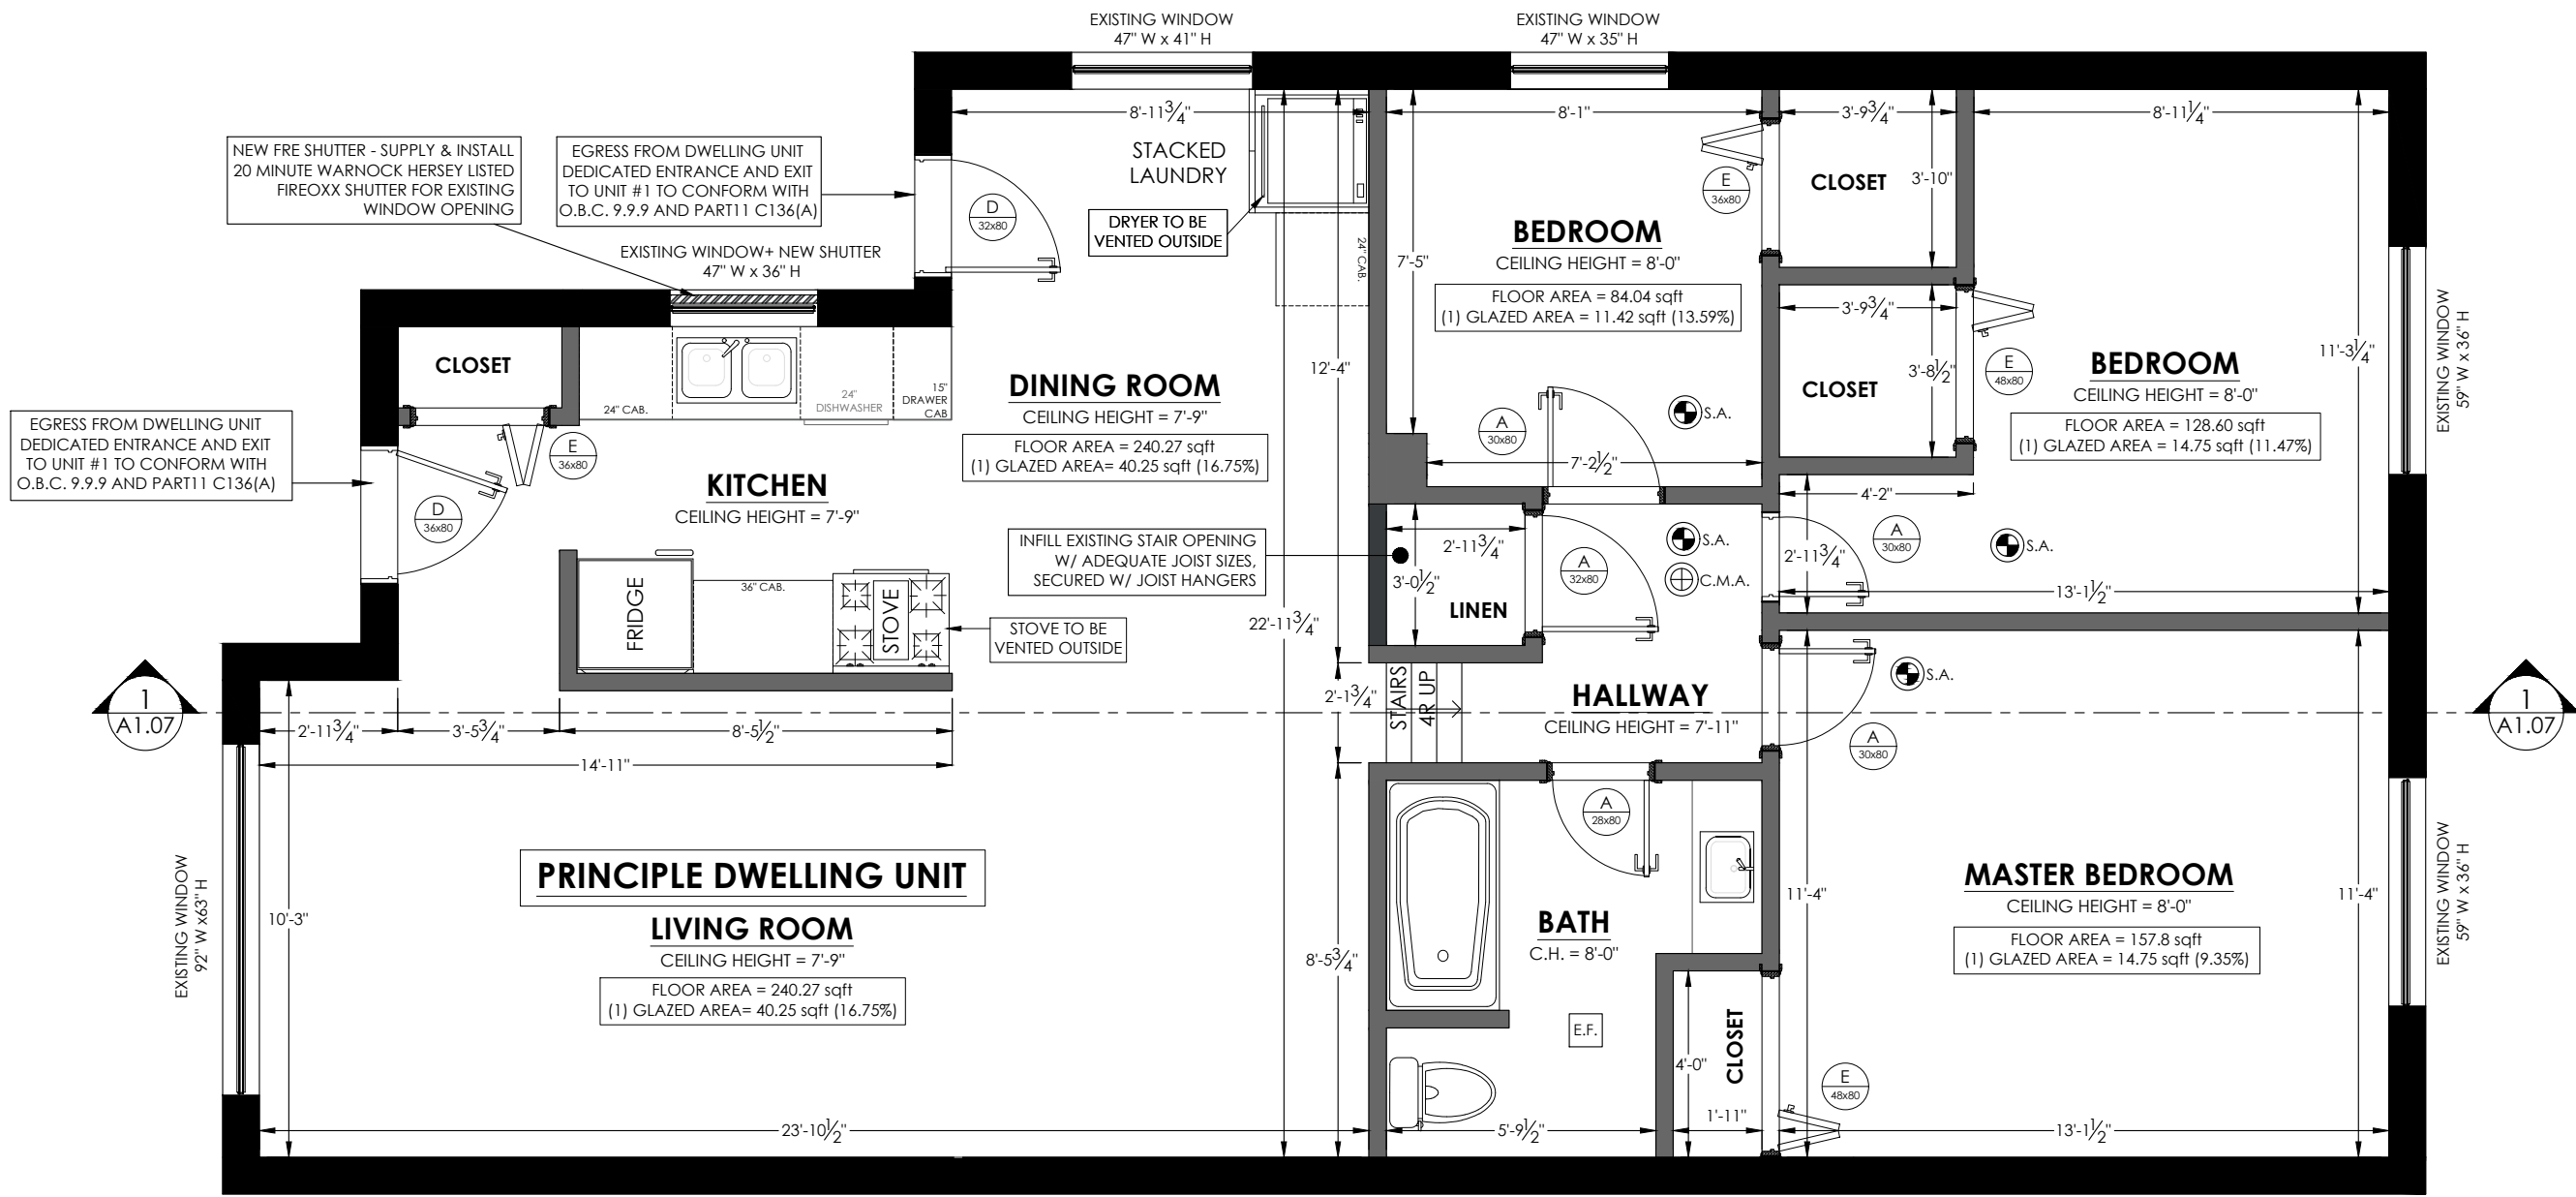 EXISTING WINDOW
47" W x 41" H
EXISTING WINDOW
47" W x 35" H
NEW FRE SHUTTER - SUPPLY & INSTALL
20 MINUTE WARNOCK HERSEY LISTED
FIREOXX SHUTTER FOR EXISTING
WINDOW OPENING
EGRESS FROM DWELLING UNIT
DEDICATED ENTRANCE AND EXIT
TO UNIT #1 TO CONFORM WITH
O.B.C. 9.9.9 AND PART11 C136(A)
EXISTING WINDOW+ NEW SHUTTER
47" W x 36" H
D
32x80
8'-11 3/4"
STACKED
LAUNDRY
DRYER TO BE
VENTED OUTSIDE
24" CAB.
8'-1"
7'-5"
BEDROOM
CEILING HEIGHT = 8'-0"
FLOOR AREA = 84.04 sqft
(1) GLAZED AREA = 11.42 sqft (13.59%)
E
36x80
3'-9 3/4"
CLOSET
3'-10"
8'-11 1/4"
3'-9 3/4"
3'-8 1/2"
CLOSET
E
48x80
BEDROOM
CEILING HEIGHT = 8'-0"
FLOOR AREA = 128.60 sqft
(1) GLAZED AREA = 14.75 sqft (11.47%)
11'-3 1/4"
EXISTING WINDOW
59" W x 36" H
CLOSET
24" CAB.
24"
DISHWASHER
15"
DRAWER
CAB
DINING ROOM
CEILING HEIGHT = 7'-9"
FLOOR AREA = 240.27 sqft
(1) GLAZED AREA= 40.25 sqft (16.75%)
12'-4"
EGRESS FROM DWELLING UNIT
DEDICATED ENTRANCE AND EXIT
TO UNIT #1 TO CONFORM WITH
O.B.C. 9.9.9 AND PART11 C136(A)
E
36x80
D
36x80
KITCHEN
CEILING HEIGHT = 7'-9"
A
30x80
S.A.
7'-2 1/2"
4'-2"
INFILL EXISTING STAIR OPENING
W/ ADEQUATE JOIST SIZES,
SECURED W/ JOIST HANGERS
2'-11 3/4"
3'-0 1/2"
LINEN
A
32x80
S.A.
C.M.A.
2'-11 3/4"
A
30x80
S.A.
13'-1 1/2"
FRIDGE
36" CAB.
STOVE
STOVE TO BE
VENTED OUTSIDE
22'-11 3/4"
2'-1 3/4"
STAIRS
4R UP
HALLWAY
CEILING HEIGHT = 7'-11"
S.A.
A
30x80
1
A1.07
1
A1.07
2'-11 3/4"
3'-5 3/4"
8'-5 1/2"
14'-11"
EXISTING WINDOW
92" W x63" H
10'-3"
PRINCIPLE DWELLING UNIT
LIVING ROOM
CEILING HEIGHT = 7'-9"
FLOOR AREA = 240.27 sqft
(1) GLAZED AREA= 40.25 sqft (16.75%)
8'-5 3/4"
A
28x80
BATH
C.H. = 8'-0"
E.F.
11'-4"
MASTER BEDROOM
CEILING HEIGHT = 8'-0"
FLOOR AREA = 157.8 sqft
(1) GLAZED AREA = 14.75 sqft (9.35%)
11'-4"
EXISTING WINDOW
59" W x 36" H
4'-0"
CLOSET
E
48x80
23'-10 1/2"
5'-9 1/2"
1'-11"
13'-1 1/2"